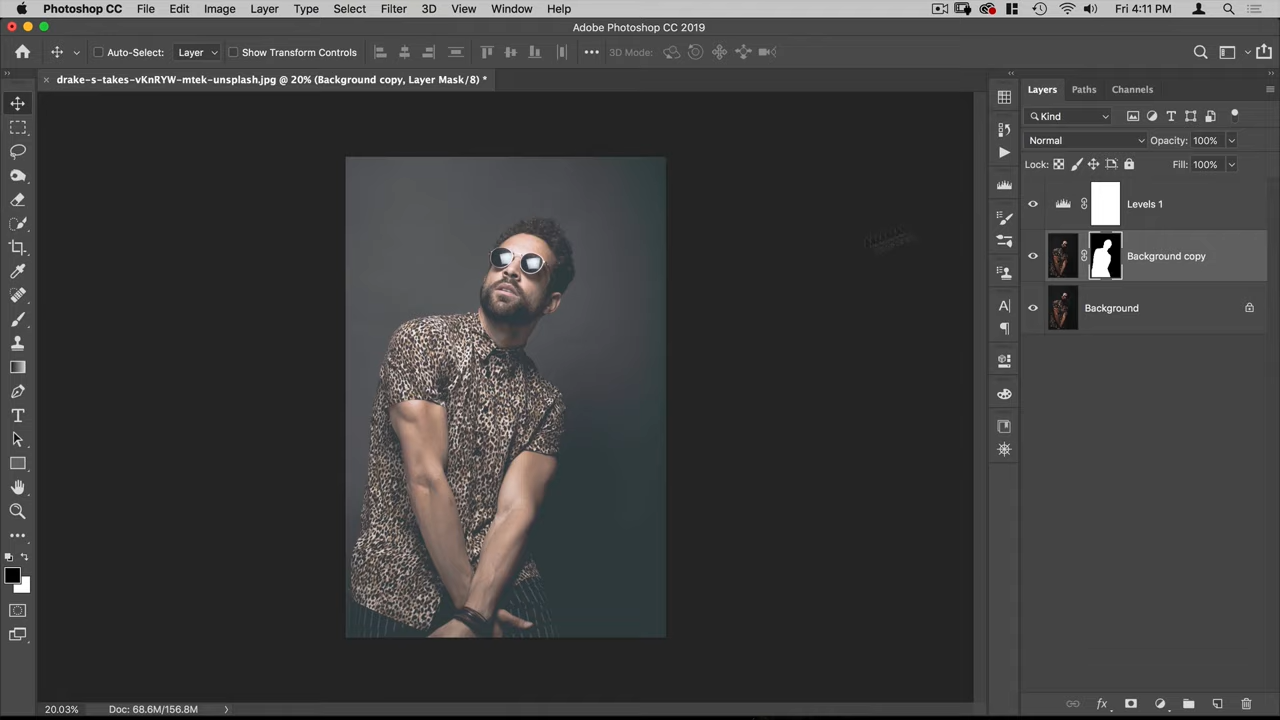 Photoshop CC File Edit Image Layer Type Select Filter 3D View Window Help Fri 4:11 PM
Adobe Photoshop CC 2019
Auto-Select: Layer Show Transform Controls 3D Mode:
drake-s-takes-vKnRYW-mtek-unsplash.jpg @ 20% (Background copy, Layer Mask/8) *
Layers Paths Channels
Kind
Normal Opacity: 100%
Lock: Fill: 100%
Levels 1
Background copy
Background
20.03% Doc: 68.6M/156.8M